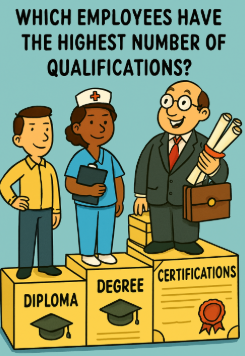 WHICH EMPLOYEES HAVE
THE HIGHEST NUMBER OF
QUALIFICATIONS?
DIPLOMA
DEGREE
CERTIFICATIONS